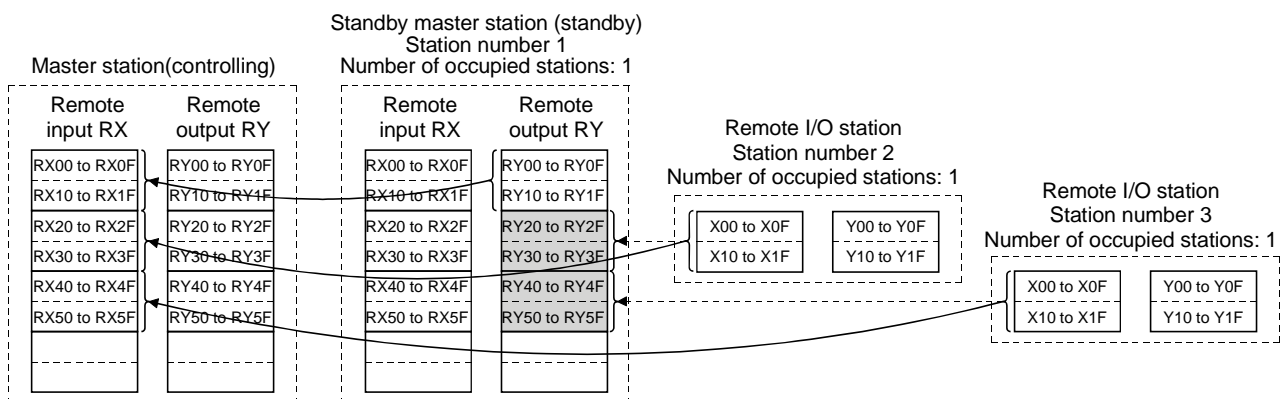 Standby master station (standby)
Station number 1
Number of occupied stations: 1
Master station(controlling)
Remote input RX
Remote output RY
Remote input RX
Remote output RY
RX00 to RX0F RY00 to RY0F RX00 to RX0F RY00 to RY0F
RX10 to RX1F RY10 to RY1F RX10 to RX1F RY10 to RY1F
RX20 to RX2F RY20 to RY2F RX20 to RX2F RY20 to RY2F
RX30 to RX3F RY30 to RY3F RX30 to RX3F RY30 to RY3F
RX40 to RX4F RY40 to RY4F RX40 to RX4F RY40 to RY4F
RX50 to RX5F RY50 to RY5F RX50 to RX5F RY50 to RY5F
Remote I/O station
Station number 2
Number of occupied stations: 1
X00 to X0F Y00 to Y0F
X10 to X1F Y10 to Y1F
Remote I/O station
Station number 3
Number of occupied stations: 1
X00 to X0F Y00 to Y0F
X10 to X1F Y10 to Y1F